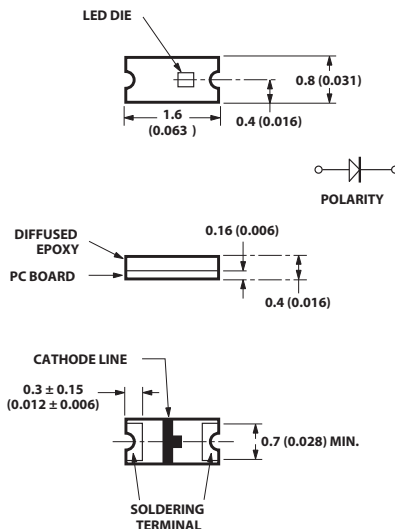 LED DIE
0.8 (0.031)
1.6
(0.063 )
0.4 (0.016)
POLARITY
DIFFUSED
EPOXY
0.16 (0.006)
PC BOARD
0.4 (0.016)
CATHODE LINE
0.3 ± 0.15
(0.012 ± 0.006)
0.7 (0.028) MIN.
SOLDERING
TERMINAL